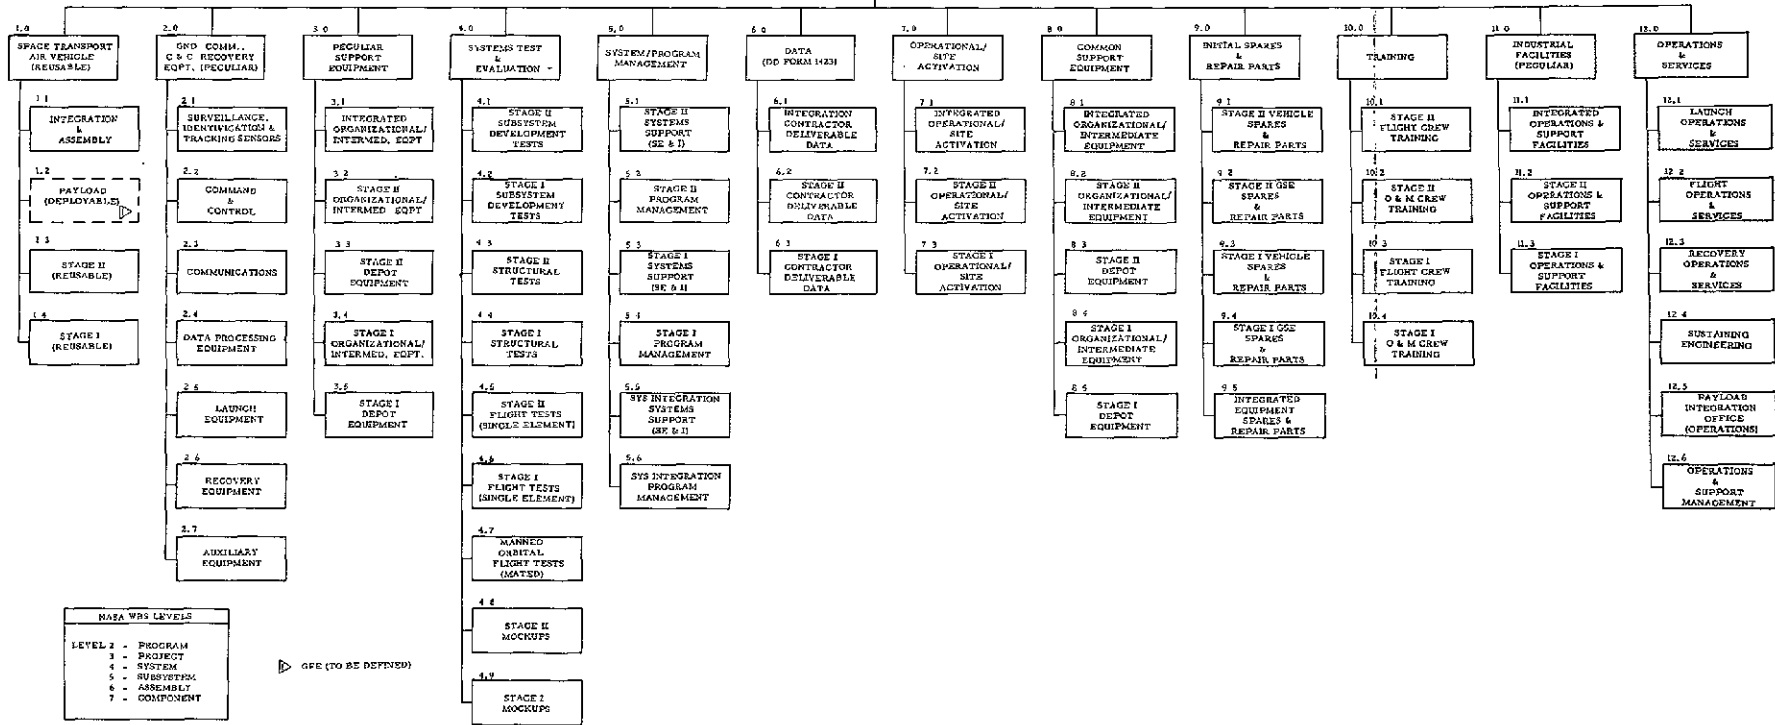 1.0
SPACE TRANSPORT
AIR VEHICLE
(REUSABLE)
1 1
INTEGRATION
&
ASSEMBLY
1.2
PAYLOAD
(DEPLOYABLE)
1 3
STAGE II
(REUSABLE)
1 4
STAGE I
(REUSABLE)
2.0
GND COMM.,
C & C RECOVERY
EQPT. (PECULIAR)
2 1
SURVEILLANCE,
IDENTIFICATION &
TRACKING SENSORS
2.2
COMMAND
& CONTROL
2.3
COMMUNICATIONS
2.4
DATA PROCESSING
EQUIPMENT
2 5
LAUNCH
EQUIPMENT
2 6
RECOVERY
EQUIPMENT
2.7
AUXILIARY
EQUIPMENT
3.0
PECULIAR
SUPPORT
EQUIPMENT
3.1
INTEGRATED
ORGANIZATIONAL/
INTERMED. EQPT
3 2
STAGE II
ORGANIZATIONAL/
INTERMED EQPT
3 3
STAGE II
DEPOT
EQUIPMENT
3.4
STAGE I
ORGANIZATIONAL/
INTERMED, EQPT.
3.5
STAGE I
DEPOT
EQUIPMENT
4.0
SYSTEMS TEST
&
EVALUATION
4.1
STAGE II
SUBSYSTEM
DEVELOPMENT
TESTS
4.2
STAGE I
SUBSYSTEM
DEVELOPMENT
TESTS
4 3
STAGE II
STRUCTURAL
TESTS
4 4
STAGE I
STRUCTURAL
TESTS
4.5
STAGE II
FLIGHT TESTS
(SINGLE ELEMENT)
4.6
STAGE I
FLIGHT TESTS
(SINGLE ELEMENT)
4.7
MANNED
ORBITAL
FLIGHT TESTS
(MATED)
4 8
STAGE II
MOCKUPS
4.9
STAGE I
MOCKUPS
5.0
SYSTEM/PROGRAM
MANAGEMENT
5.1
STAGE II
SYSTEMS
SUPPORT
(SE & I)
5 2
STAGE II
PROGRAM
MANAGEMENT
5 3
STAGE I
SYSTEMS
SUPPORT
(SE & I)
5 4
STAGE I
PROGRAM
MANAGEMENT
5.5
SYS INTEGRATION
SYSTEMS
SUPPORT
(SE & I)
5.6
SYS INTEGRATION
PROGRAM
MANAGEMENT
6 0
DATA
(DD FORM 1423)
6.1
INTEGRATION
CONTRACTOR
DELIVERABLE
DATA
6.2
STAGE II
CONTRACTOR
DELIVERABLE
DATA
6 3
STAGE I
CONTRACTOR
DELIVERABLE
DATA
7.0
OPERATIONAL/
SITE
ACTIVATION
7 1
INTEGRATED
OPERATIONAL/
SITE
ACTIVATION
7.2
STAGE II
OPERATIONAL/
SITE
ACTIVATION
7 3
STAGE I
OPERATIONAL/
SITE
ACTIVATION
8 0
COMMON
SUPPORT
EQUIPMENT
8 1
INTEGRATED
ORGANIZATIONAL/
INTERMEDIATE
EQUIPMENT
8.2
STAGE II
ORGANIZATIONAL/
INTERMEDIATE
EQUIPMENT
8 3
STAGE II
DEPOT
EQUIPMENT
8 4
STAGE I
ORGANIZATIONAL/
INTERMEDIATE
EQUIPMENT
8 5
STAGE I
DEPOT
EQUIPMENT
9.0
INITIAL SPARES
&
REPAIR PARTS
9 1
STAGE II VEHICLE
SPARES
&
REPAIR PARTS
9 2
STAGE II GSE
SPARES
&
REPAIR PARTS
9.3
STAGE I VEHICLE
SPARES
&
REPAIR PARTS
9.4
STAGE I GSE
SPARES
&
REPAIR PARTS
9 5
INTEGRATED
EQUIPMENT
SPARES &
REPAIR PARTS
10.0
TRAINING
10.1
STAGE II
FLIGHT CREW
TRAINING
10.2
STAGE II
O & M CREW
TRAINING
10.3
STAGE I
FLIGHT CREW
TRAINING
10.4
STAGE I
O & M CREW
TRAINING
11 0
INDUSTRIAL
FACILITIES
(PECULIAR)
11.1
INTEGRATED
OPERATIONS &
SUPPORT
FACILITIES
11.2
STAGE II
OPERATIONS &
SUPPORT
FACILITIES
11.3
STAGE I
OPERATIONS &
SUPPORT
FACILITIES
12.0
OPERATIONS
&
SERVICES
12.1
LAUNCH
OPERATIONS
&
SERVICES
12 2
FLIGHT
OPERATIONS
&
SERVICES
12.3
RECOVERY
OPERATIONS
&
SERVICES
12 4
SUSTAINING
ENGINEERING
12.5
PAYLOAD
INTEGRATION
OFFICE
(OPERATIONS)
12.6
OPERATIONS
&
SUPPORT
MANAGEMENT
NASA WBS LEVELS
LEVEL 2 - PROGRAM
3 - PROJECT
4 - SYSTEM
5 - SUBSYSTEM
6 - ASSEMBLY
7 - COMPONENT
GFE (TO BE DEFINED)